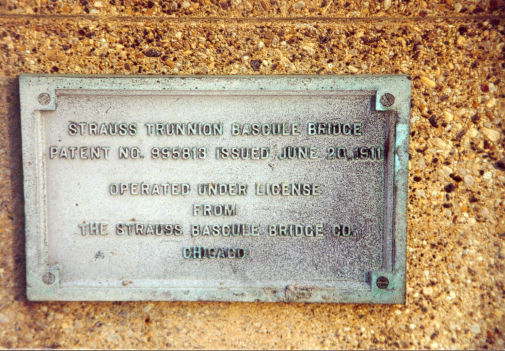 STRAUSS TRUNNION BASCULE BRIDGE
PATENT NO. 995813 ISSUED JUNE 20, 1911
OPERATED UNDER LICENSE
FROM
THE STRAUSS BASCULE BRIDGE CO.
CHICAGO